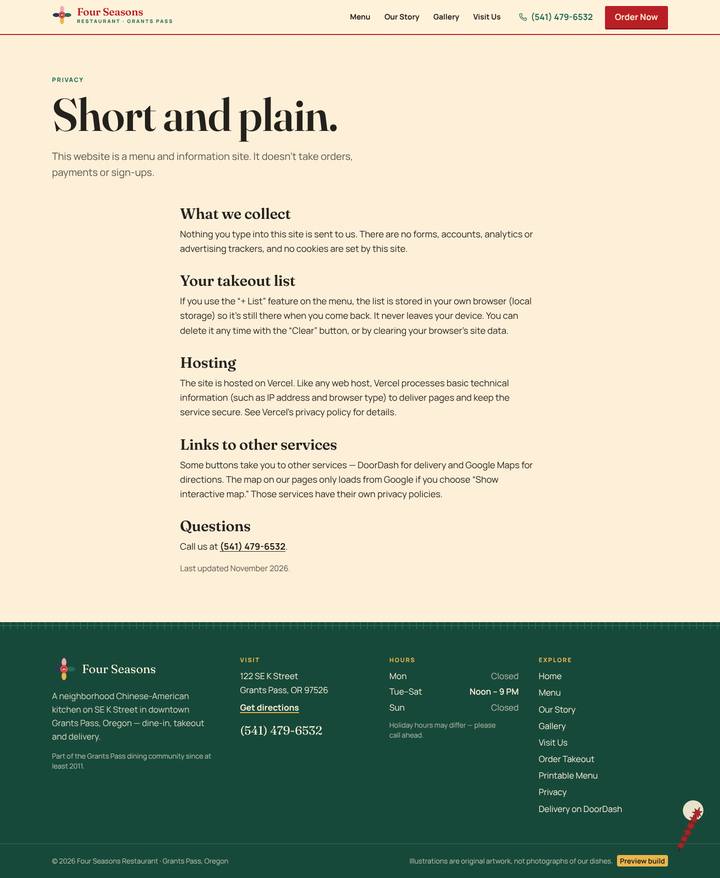 Four Seasons
RESTAURANT · GRANTS PASS
Menu Our Story Gallery Visit Us (541) 479-6532 Order Now
PRIVACY
Short and plain.
This website is a menu and information site. It doesn't take orders,
payments or sign-ups.
What we collect
Nothing you type into this site is sent to us. There are no forms, accounts, analytics or
advertising trackers, and no cookies are set by this site.
Your takeout list
If you use the “+ List” feature on the menu, the list is stored in your own browser (local
storage) so it's still there when you come back. It never leaves your device. You can
delete it any time with the “Clear” button, or by clearing your browser's site data.
Hosting
The site is hosted on Vercel. Like any web host, Vercel processes basic technical
information (such as IP address and browser type) to deliver pages and keep the
service secure. See Vercel's privacy policy for details.
Links to other services
Some buttons take you to other services — DoorDash for delivery and Google Maps for
directions. The map on our pages only loads from Google if you choose “Show
interactive map.” Those services have their own privacy policies.
Questions
Call us at (541) 479-6532.
Last updated November 2026.
Four Seasons
A neighborhood Chinese-American
kitchen on SE K Street in downtown
Grants Pass, Oregon — dine-in, takeout
and delivery.
Part of the Grants Pass dining community since at
least 2011.
VISIT
122 SE K Street
Grants Pass, OR 97526
Get directions
(541) 479-6532
HOURS
Mon Closed
Tue–Sat Noon – 9 PM
Sun Closed
Holiday hours may differ — please
call ahead.
EXPLORE
Home
Menu
Our Story
Gallery
Visit Us
Order Takeout
Printable Menu
Privacy
Delivery on DoorDash
© 2026 Four Seasons Restaurant · Grants Pass, Oregon
Illustrations are original artwork, not photographs of our dishes. Preview build